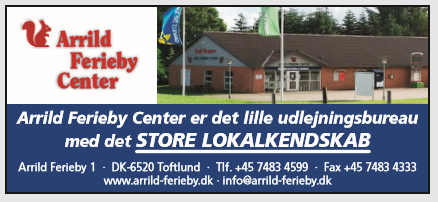 Arrild
Ferieby
Center
Arrild Ferieby Center er det lille udlejningsbureau
med det STORE LOKALKENDSKAB
Arrild Ferieby 1 · DK-6520 Toftlund · Tlf. +45 7483 4599 · Fax +45 7483 4333
www.arrild-ferieby.dk · info@arrild-ferieby.dk